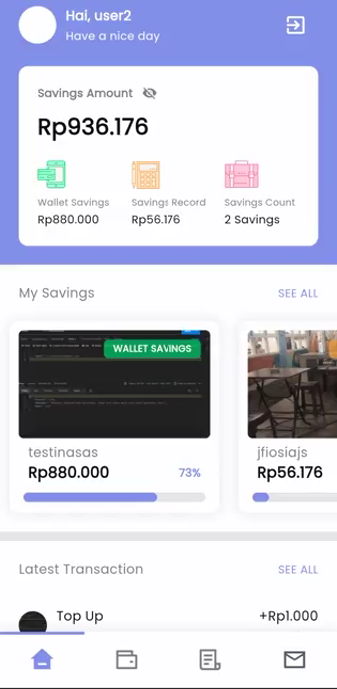 Hai, user2
Have a nice day
Savings Amount
Rp936.176
Wallet Savings
Savings Record
Savings Count
Rp880.000
Rp56.176
2 Savings
My Savings
SEE ALL
WALLET SAVINGS
testinasas
jfiosiajs
Rp880.000
73%
Rp56.176
Latest Transaction
SEE ALL
Top Up
+Rp1.000